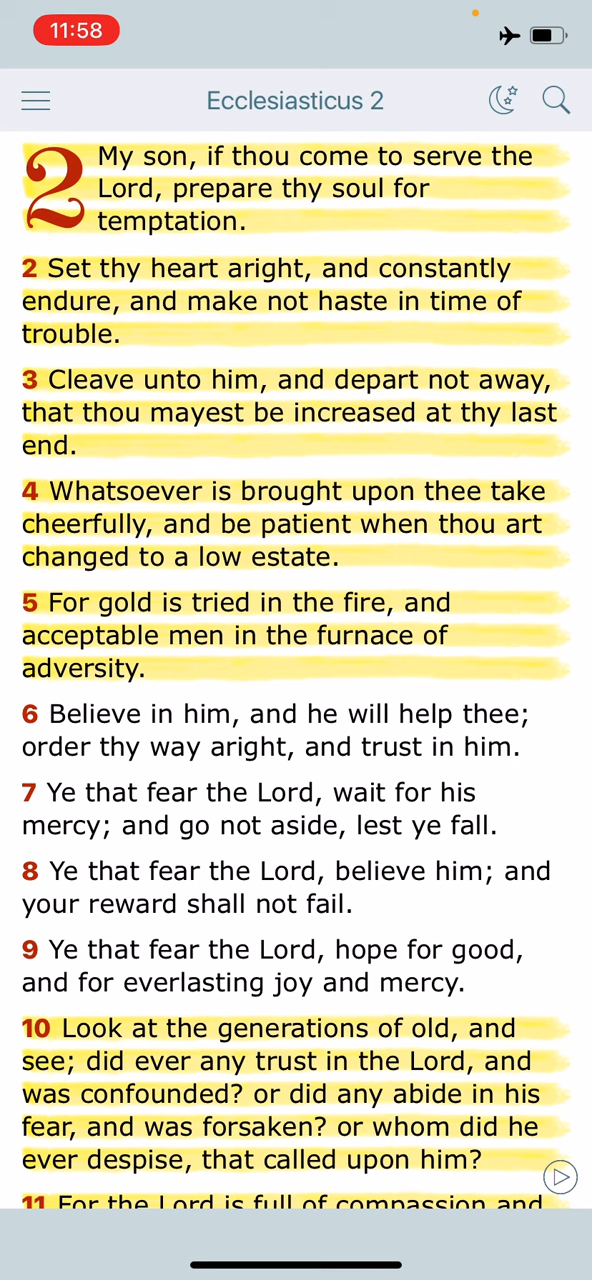 11:58
Ecclesiasticus 2
2 My son, if thou come to serve the
Lord, prepare thy soul for
temptation.
2 Set thy heart aright, and constantly
endure, and make not haste in time of
trouble.
3 Cleave unto him, and depart not away,
that thou mayest be increased at thy last
end.
4 Whatsoever is brought upon thee take
cheerfully, and be patient when thou art
changed to a low estate.
5 For gold is tried in the fire, and
acceptable men in the furnace of
adversity.
6 Believe in him, and he will help thee;
order thy way aright, and trust in him.
7 Ye that fear the Lord, wait for his
mercy; and go not aside, lest ye fall.
8 Ye that fear the Lord, believe him; and
your reward shall not fail.
9 Ye that fear the Lord, hope for good,
and for everlasting joy and mercy.
10 Look at the generations of old, and
see; did ever any trust in the Lord, and
was confounded? or did any abide in his
fear, and was forsaken? or whom did he
ever despise, that called upon him?
11 For the Lord is full of compassion and